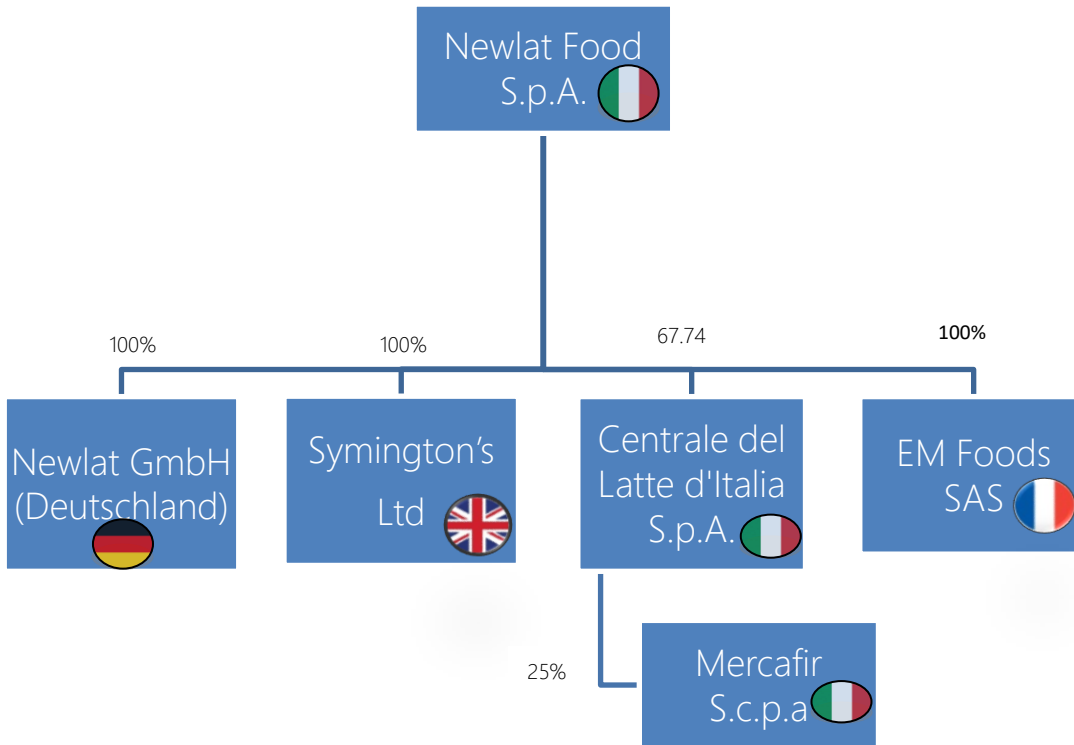 Newlat Food
S.p.A.
100%
100%
67.74
100%
Newlat GmbH
(Deutschland)
Symington’s
Ltd
Centrale del
Latte d'Italia
S.p.A.
EM Foods
SAS
25%
Mercafir
S.c.p.a